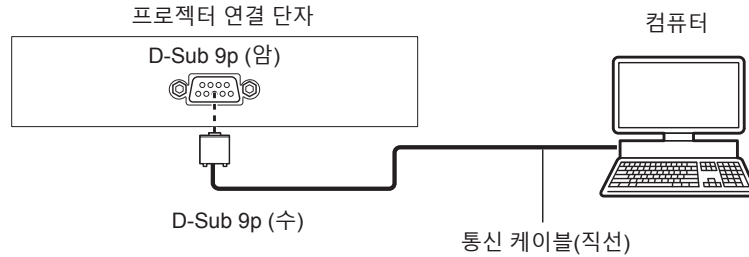 프로젝터 연결 단자
컴퓨터
D-Sub 9p (암)
D-Sub 9p (수)
통신 케이블(직선)